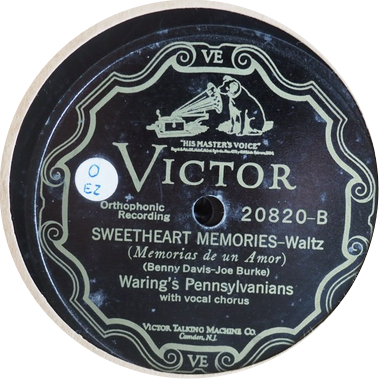 VE
"HIS MASTER'S VOICE"
VICTOR
O
EZ
Orthophonic
Recording
20820-B
SWEETHEART MEMORIES-Waltz
(Memorias de un Amor)
(Benny Davis-Joe Burke)
Waring's Pennsylvanians
with vocal chorus
VICTOR TALKING MACHINE CO.
Camden, N.J.
VE